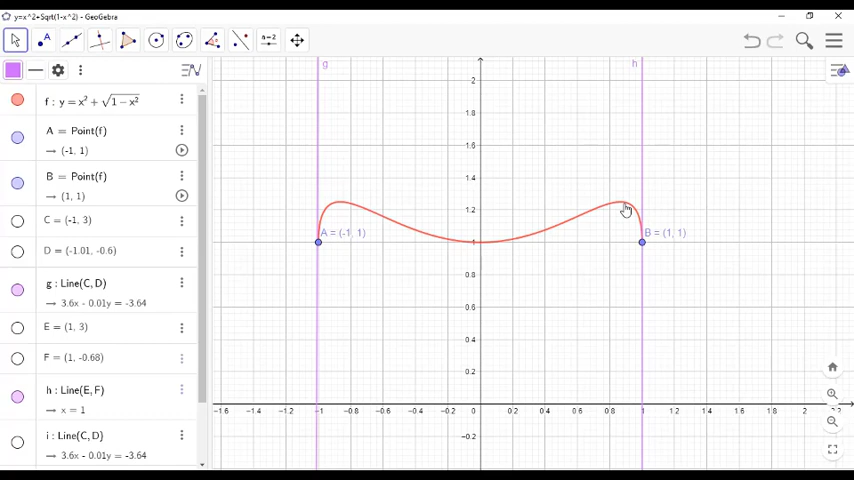 y=x^2+Sqrt(1-x^2) - GeoGebra
a=2
f : y = x² + √(1 − x²)
A = Point(f)
→ (-1, 1)
B = Point(f)
→ (1, 1)
C = (-1, 3)
D = (-1.01, -0.6)
g : Line(C, D)
→ 3.6x - 0.01y = -3.64
E = (1, 3)
F = (1, -0.68)
h : Line(E, F)
→ x = 1
i : Line(C, D)
→ 3.6x - 0.01y = -3.64
g
h
2
1.8
1.6
1.4
1.2
1
0.8
0.6
0.4
0.2
−0.2
A = (-1, 1)
B = (1, 1)
−1.6 −1.4 −1.2 −1 −0.8 −0.6 −0.4 −0.2 0 0.2 0.4 0.6 0.8 1 1.2 1.4 1.6 1.8 2 2.2